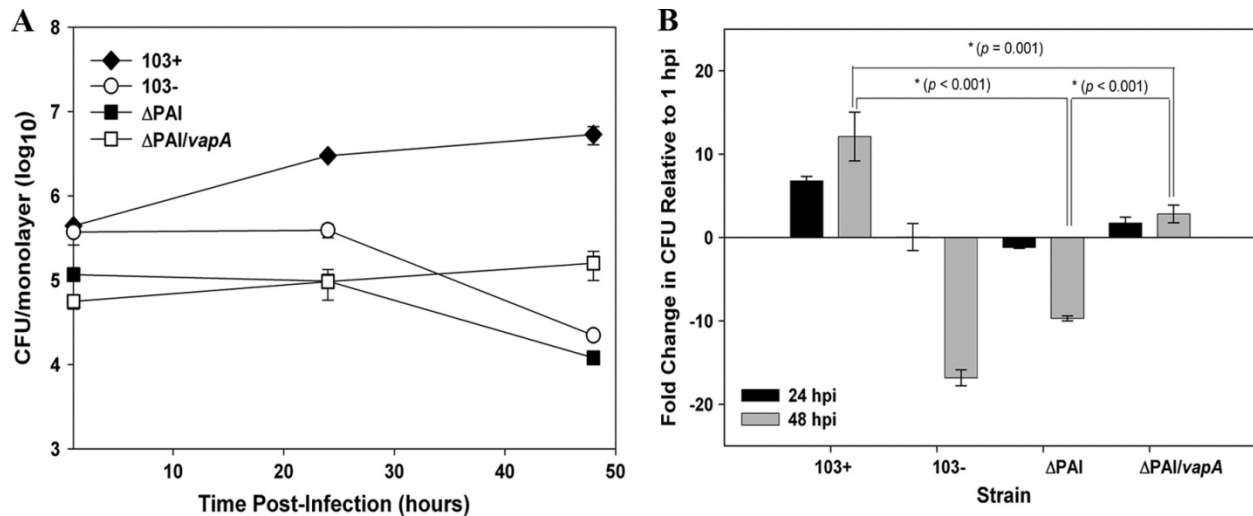 A
8
7
6
5
4
3
CFU/monolayer (log10)
103+
103-
ΔPAI
ΔPAI/vapA
10
20
30
40
50
Time Post-Infection (hours)
B
20
10
0
-10
-20
Fold Change in CFU Relative to 1 hpi
* (p = 0.001)
* (p < 0.001)
* (p < 0.001)
24 hpi
48 hpi
103+
103-
ΔPAI
ΔPAI/vapA
Strain